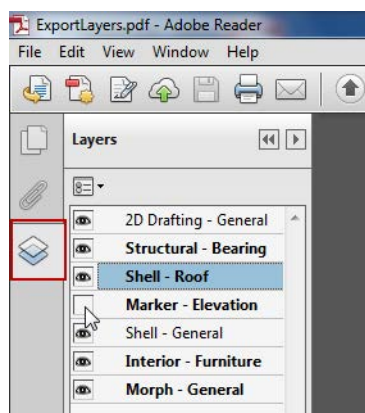 ExportLayers.pdf - Adobe Reader
File Edit View Window Help
Layers
2D Drafting - General
Structural - Bearing
Shell - Roof
Marker - Elevation
Shell - General
Interior - Furniture
Morph - General